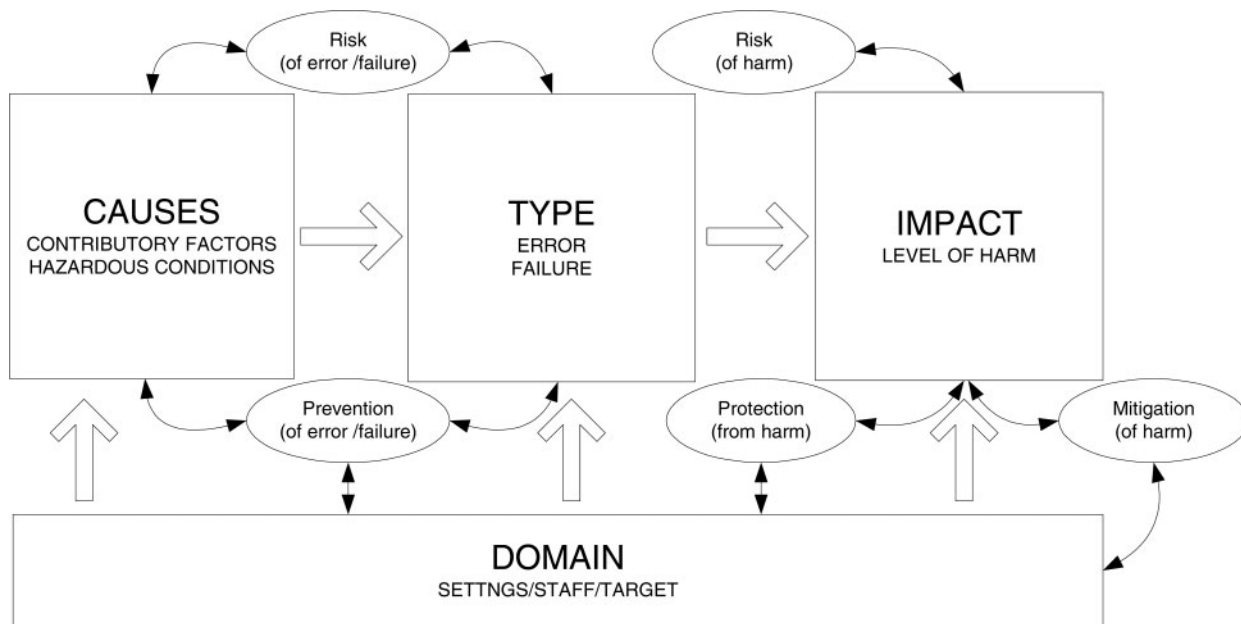 Risk
(of error /failure)
Risk
(of harm)
CAUSES
CONTRIBUTORY FACTORS
HAZARDOUS CONDITIONS
TYPE
ERROR
FAILURE
IMPACT
LEVEL OF HARM
Prevention
(of error /failure)
Protection
(from harm)
Mitigation
(of harm)
DOMAIN
SETTNGS/STAFF/TARGET